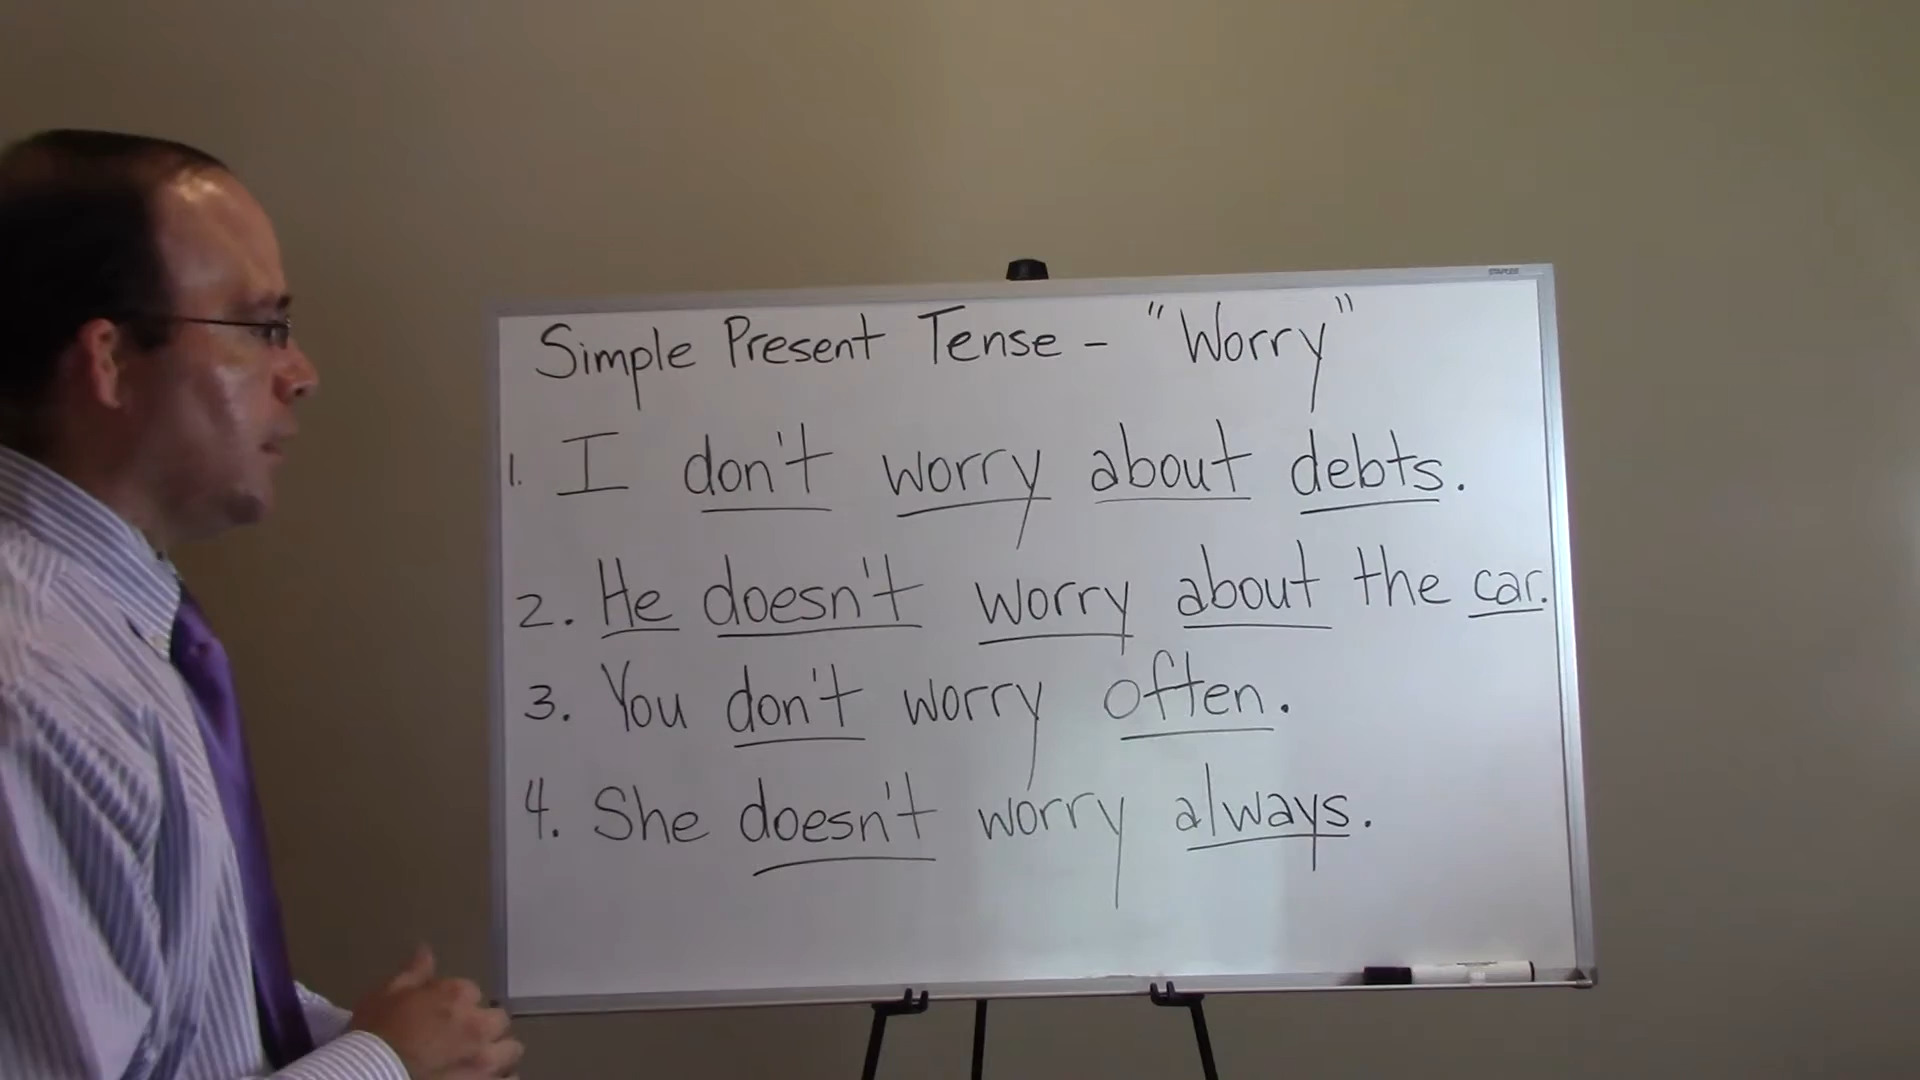 STAPLES
Simple Present Tense - "Worry"
1. I don't worry about debts.
2. He doesn't worry about the car.
3. You don't worry often.
4. She doesn't worry always.